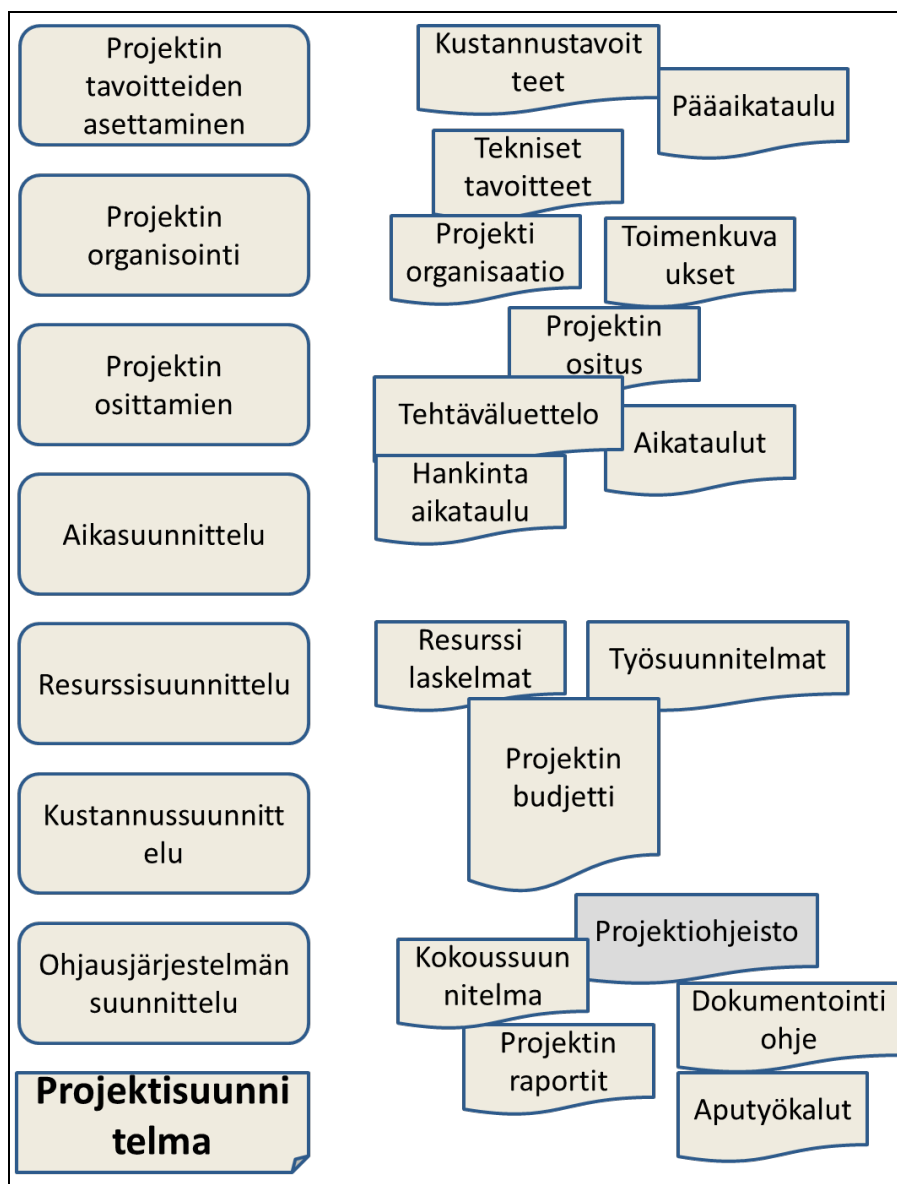 Projektin
tavoitteiden
asettaminen
Kustannustavoit
teet
Pääaikataulu
Tekniset
tavoitteet
Projektin
organisointi
Projekti
organisaatio
Toimenkuva
ukset
Projektin
osittamien
Projektin
ositus
Tehtäväluettelo
Aikataulut
Hankinta
aikataulu
Aikasuunnittelu
Resurssisuunnittelu
Resurssi
laskelmat
Työsuunnitelmat
Projektin
budjetti
Kustannussuunnitt
elu
Ohjausjärjestelmän
suunnittelu
Projektiohjeisto
Kokoussuun
nitelma
Dokumentointi
ohje
Projektin
raportit
Aputyökalut
Projektisuunni
telma